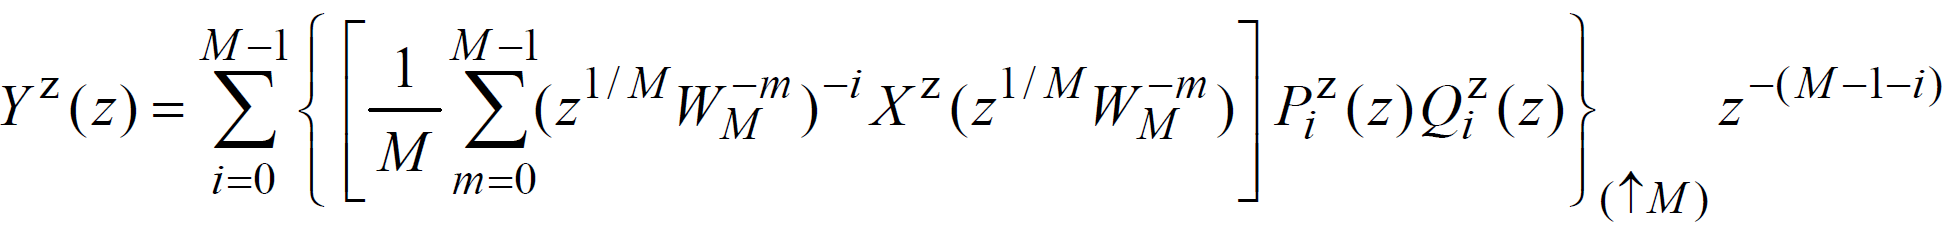 Y^z(z) = \sum_{i=0}^{M-1} \left\{ \left[ \frac{1}{M} \sum_{m=0}^{M-1} (z^{1/M} W_M^{-m})^{-i} X^z (z^{1/M} W_M^{-m}) \right] P_i^z(z) Q_i^z(z) \right\}_{(↑M)} z^{-(M-1-i)}